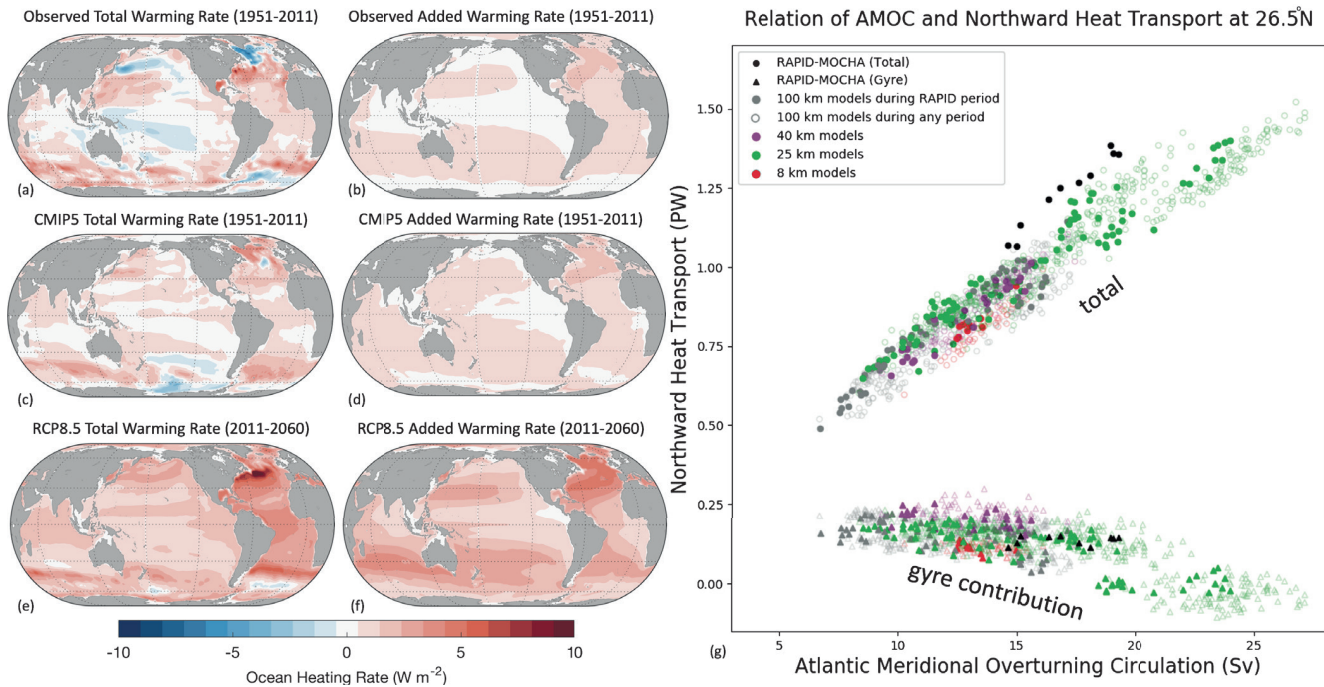 Observed Total Warming Rate (1951-2011)
Observed Added Warming Rate (1951-2011)
(a)
(b)
CMIP5 Total Warming Rate (1951-2011)
CMIP5 Added Warming Rate (1951-2011)
(c)
(d)
RCP8.5 Total Warming Rate (2011-2060)
RCP8.5 Added Warming Rate (2011-2060)
(e)
(f)
-10
-5
0
5
10
Ocean Heating Rate (W m⁻²)
Relation of AMOC and Northward Heat Transport at 26.5°N
RAPID-MOCHA (Total)
RAPID-MOCHA (Gyre)
100 km models during RAPID period
100 km models during any period
40 km models
25 km models
8 km models
Northward Heat Transport (PW)
1.50
1.25
1.00
0.75
0.50
0.25
0.00
total
gyre contribution
(g)
5
10
15
20
25
Atlantic Meridional Overturning Circulation (Sv)